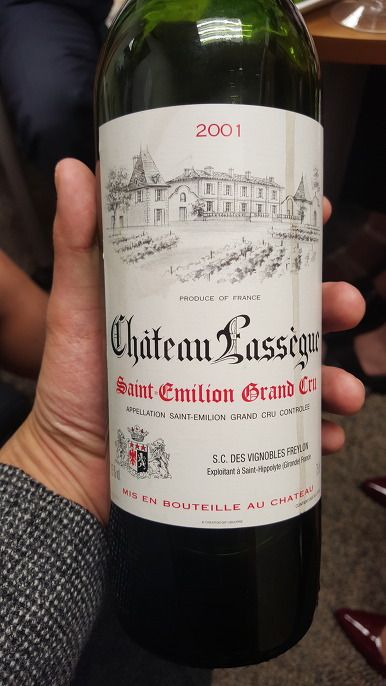 2001
PRODUCE OF FRANCE
Château Lassègue
Saint-Emilion Grand Cru
APPELLATION SAINT-EMILION GRAND CRU CONTROLÉE
S.C. DES VIGNOBLES FREYLON
Exploitant à Saint-Hippolyte (Gironde) France
MIS EN BOUTEILLE AU CHATEAU